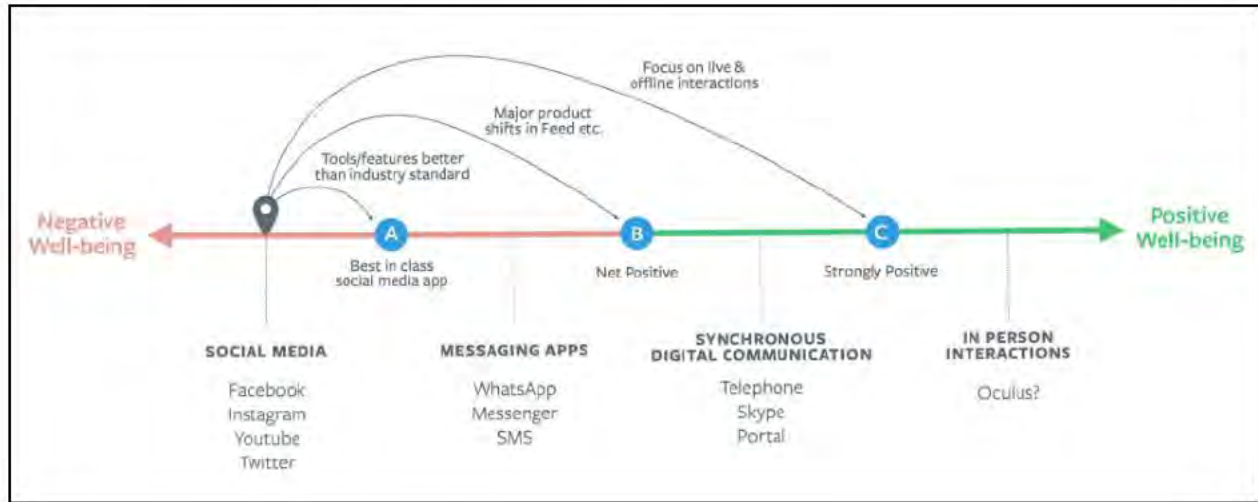 Focus on live &
offline interactions
Major product
shifts in Feed etc.
Tools/features better
than industry standard
Negative
Well-being
A
B
C
Positive
Well-being
Best in class
social media app
Net Positive
Strongly Positive
SOCIAL MEDIA
Facebook
Instagram
Youtube
Twitter
MESSAGING APPS
WhatsApp
Messenger
SMS
SYNCHRONOUS
DIGITAL COMMUNICATION
Telephone
Skype
Portal
IN PERSON
INTERACTIONS
Oculus?